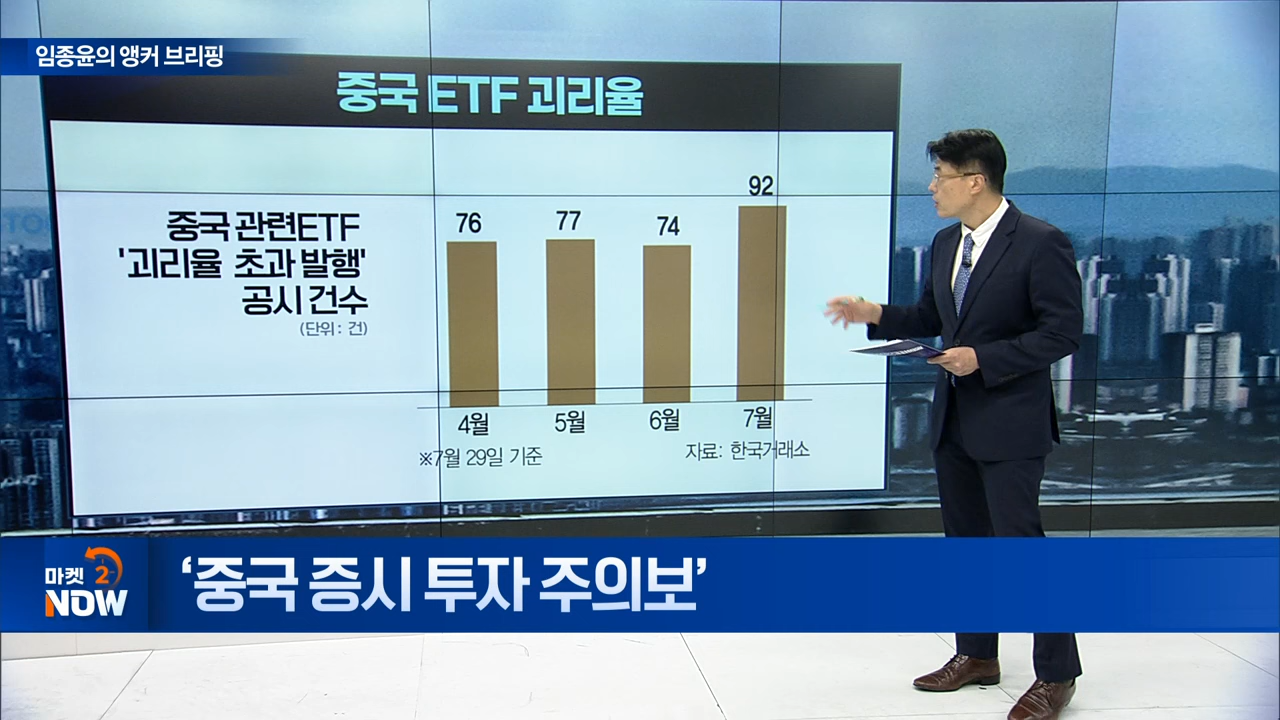 임종윤의 앵커 브리핑
중국 ETF 괴리율
중국 관련ETF
'괴리율 초과 발행'
공시 건수
(단위: 건)
76
77
74
92
4월
5월
6월
7월
※7월 29일 기준
자료: 한국거래소
마켓 2
NOW
‘중국 증시 투자 주의보’